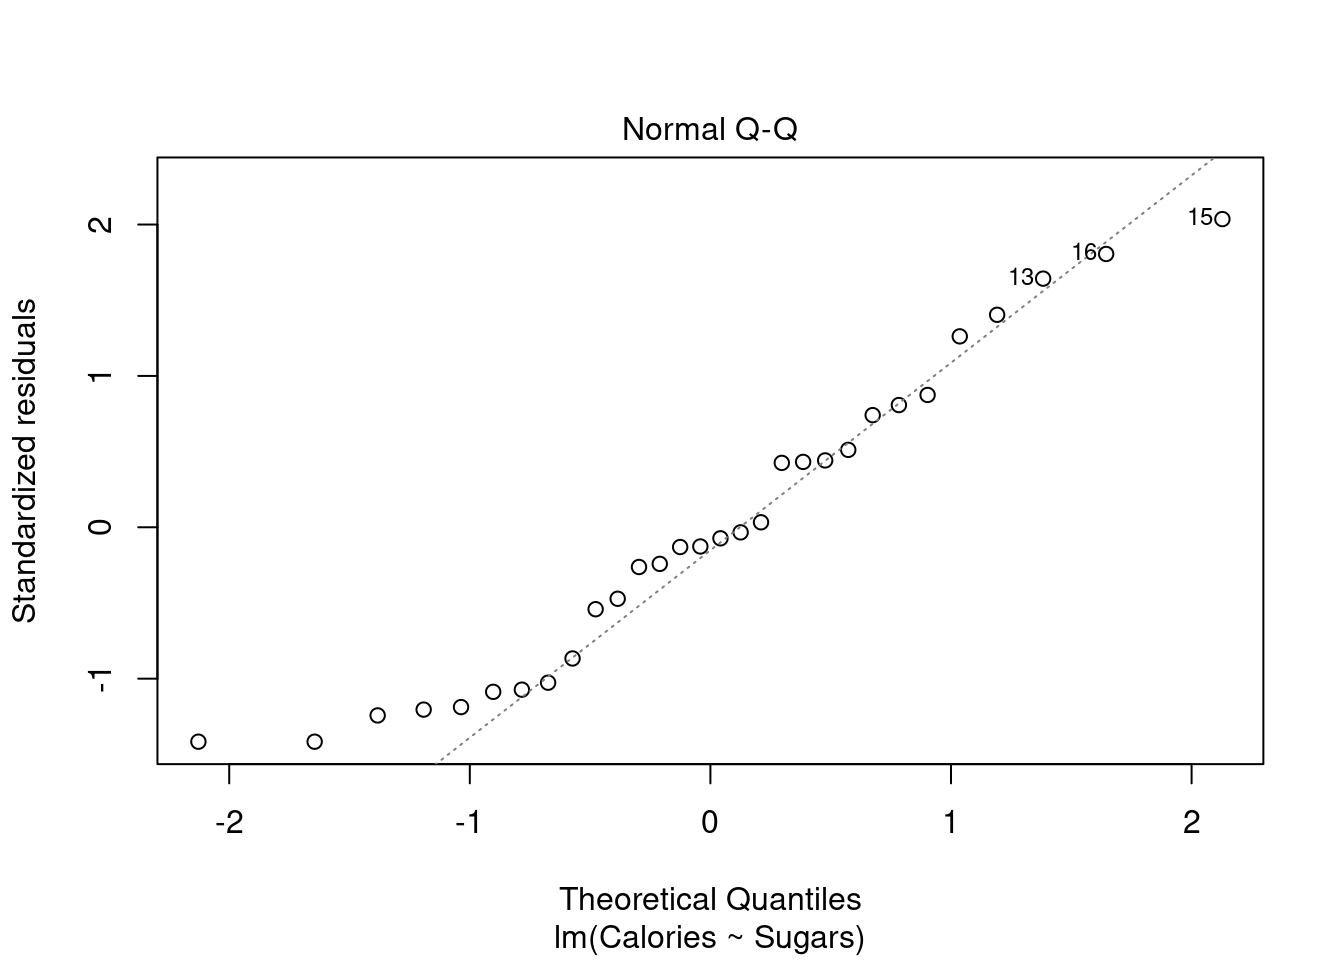 Normal Q-Q
Standardized residuals
2
1
0
-1
15
16
13
-2 -1 0 1 2
Theoretical Quantiles
lm(Calories ~ Sugars)